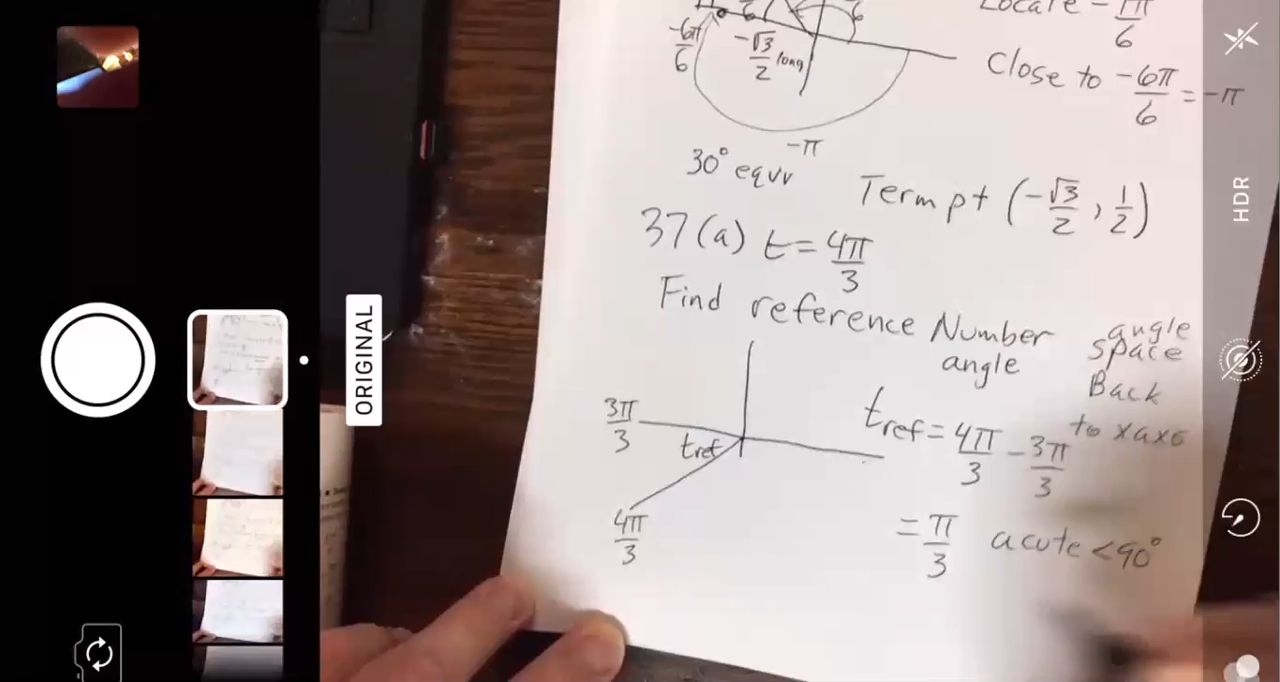 Locate -7π/6
-6π/6
-√3/2 long
Close to -6π/6 = -π
-π
30° equv
Term pt (-√3/2, 1/2)
37(a) t = 4π/3
Find reference Number
angle
angle
space
Back
to x axis
3π/3
tref
4π/3
tref = 4π/3 - 3π/3
= π/3 acute < 90°
ORIGINAL
HDR